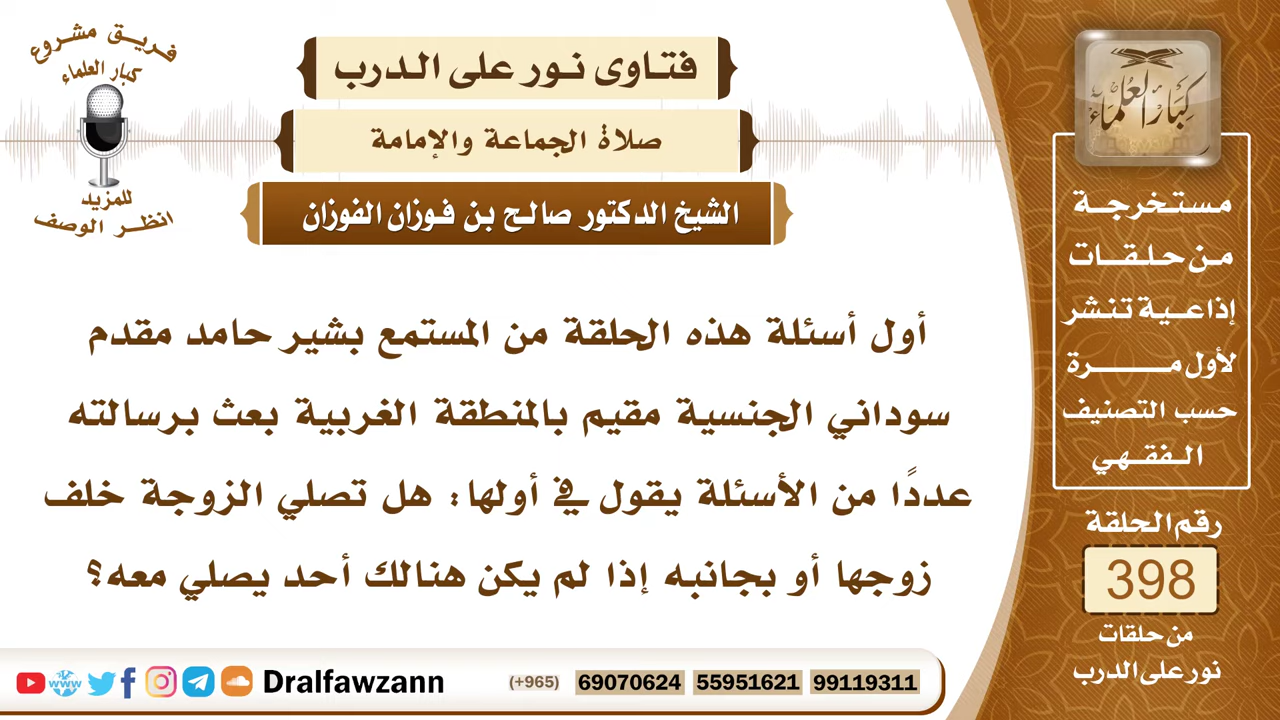 فريق مشروع
كبار العلماء
للمزيد
انظر الوصف
فتاوى نور على الدرب
صلاة الجماعة والإمامة
الشيخ الدكتور صالح بن فوزان الفوزان
أول أسئلة هذه الحلقة من المستمع بشير حامد مقدم
سوداني الجنسية مقيم بالمنطقة الغربية بعث برسالته
عددًا من الأسئلة يقول في أولها: هل تصلي الزوجة خلف
زوجها أو بجانبه إذا لم يكن هنالك أحد يصلي معه؟
كبار العلماء
مستخرجة
من حلقات
إذاعية تنشر
لأول مرة
حسب التصنيف
الفقهي
رقم الحلقة
398
من حلقات
نور على الدرب
www Dralfawzann (+965) 69070624 55951621 99119311